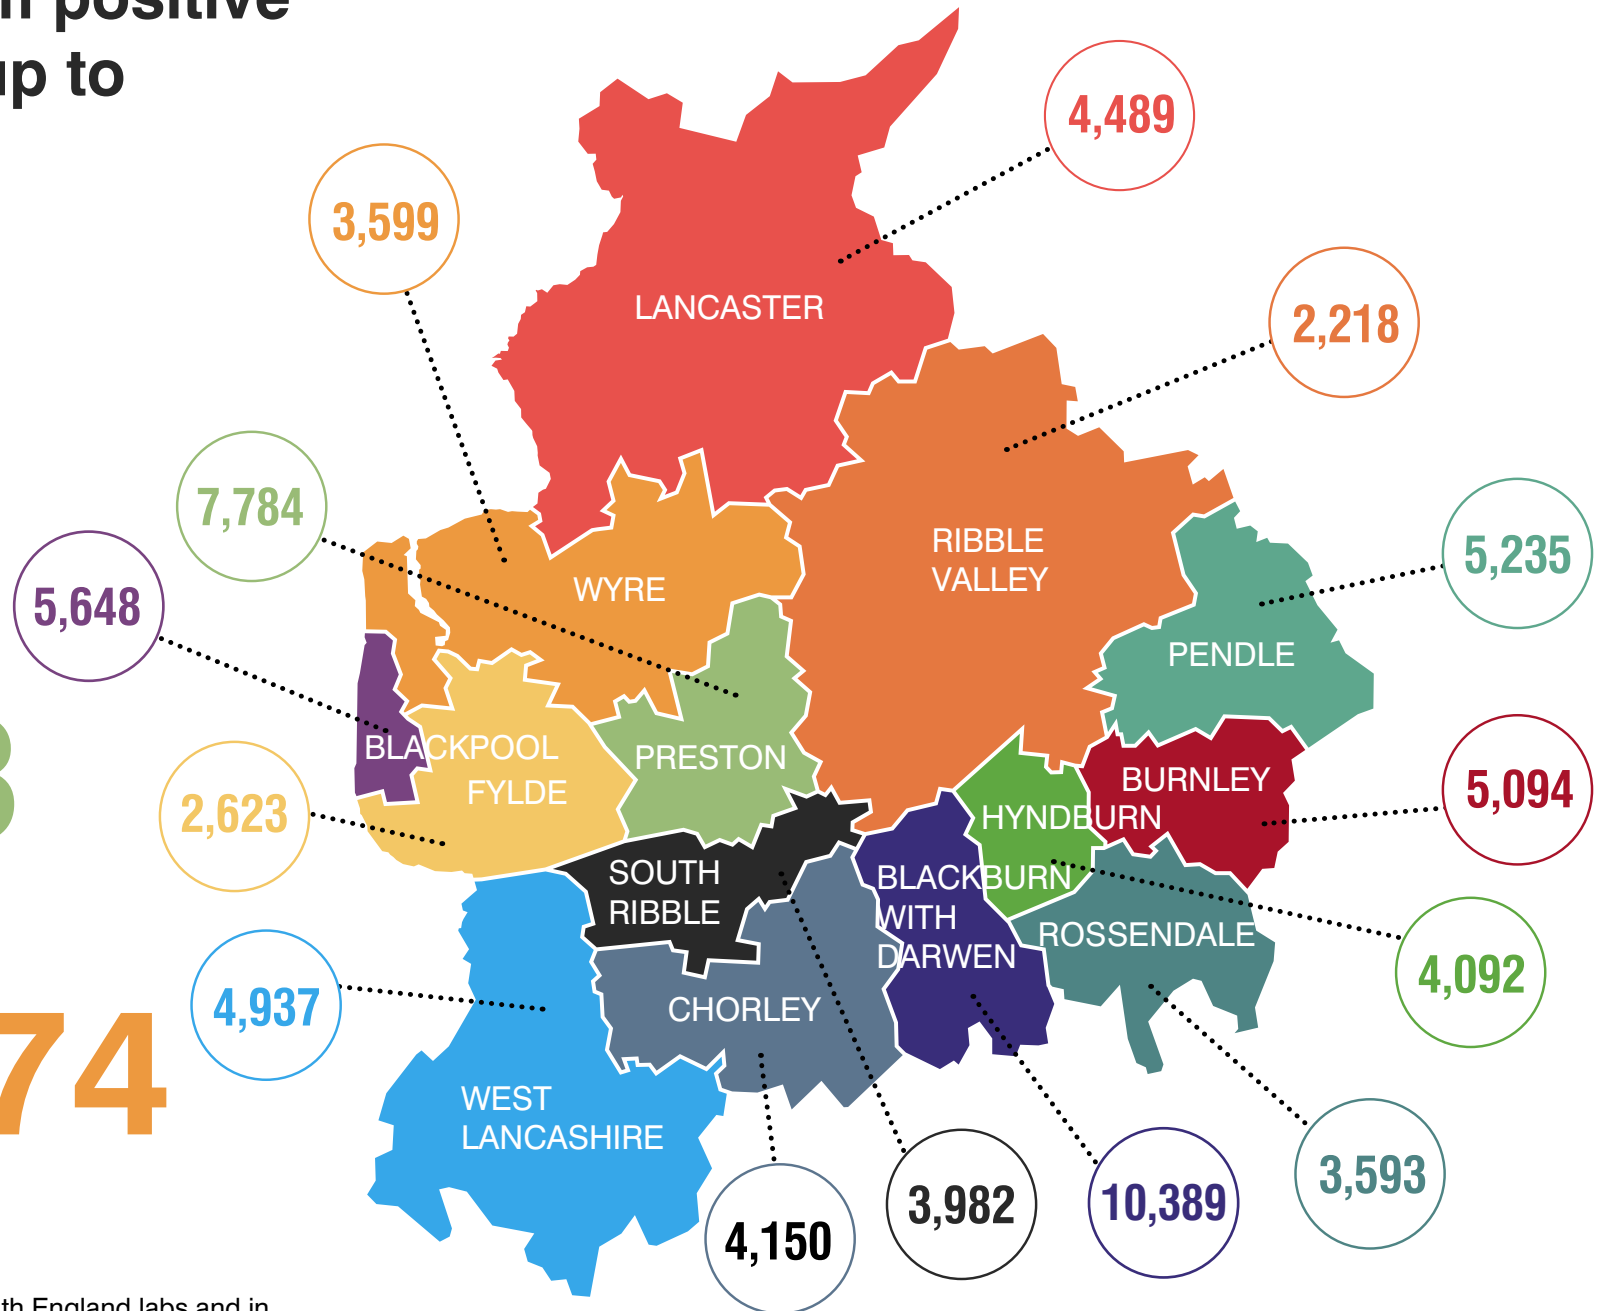 positive
up to
4,489
3,599
2,218
LANCASTER
7,784
5,235
RIBBLE
VALLEY
WYRE
5,648
PENDLE
BLACKPOOL
PRESTON
FYLDE
BURNLEY
5,094
HYNDBURN
2,623
SOUTH
RIBBLE
BLACKBURN
WITH
DARWEN
ROSSENDALE
4,092
4,937
CHORLEY
74
WEST
LANCASHIRE
3,593
3,982
10,389
4,150
England labs and in